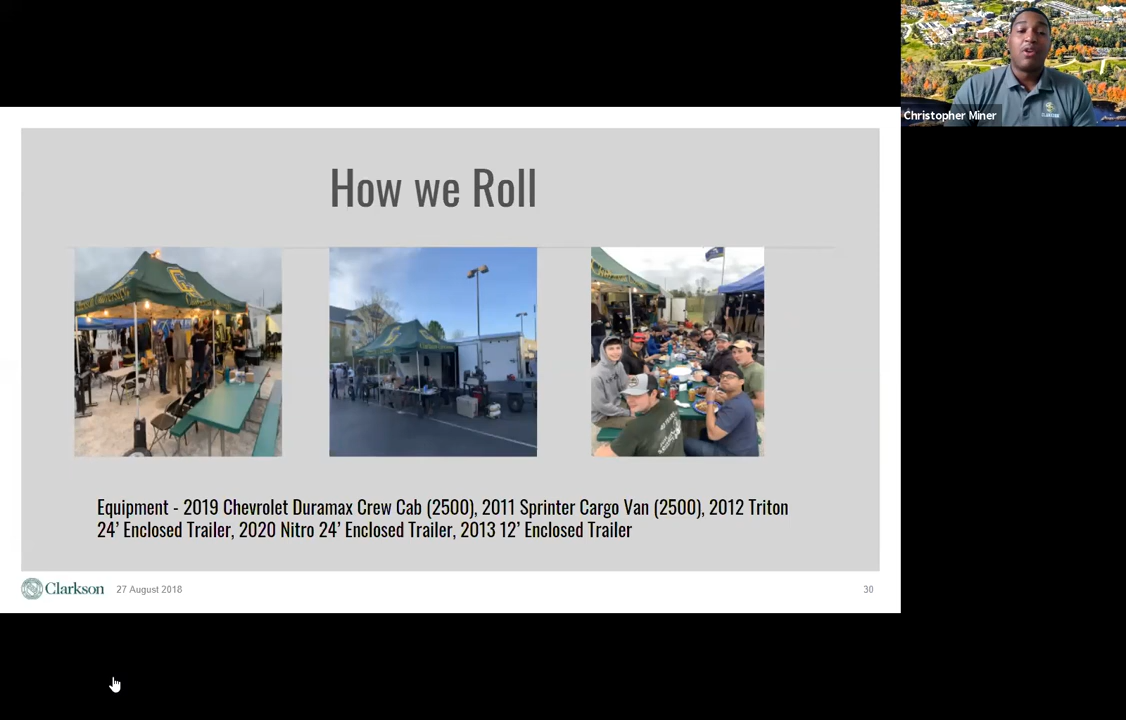 Christopher Miner
How we Roll
Equipment - 2019 Chevrolet Duramax Crew Cab (2500), 2011 Sprinter Cargo Van (2500), 2012 Triton
24’ Enclosed Trailer, 2020 Nitro 24’ Enclosed Trailer, 2013 12’ Enclosed Trailer
Clarkson
27 August 2018
30